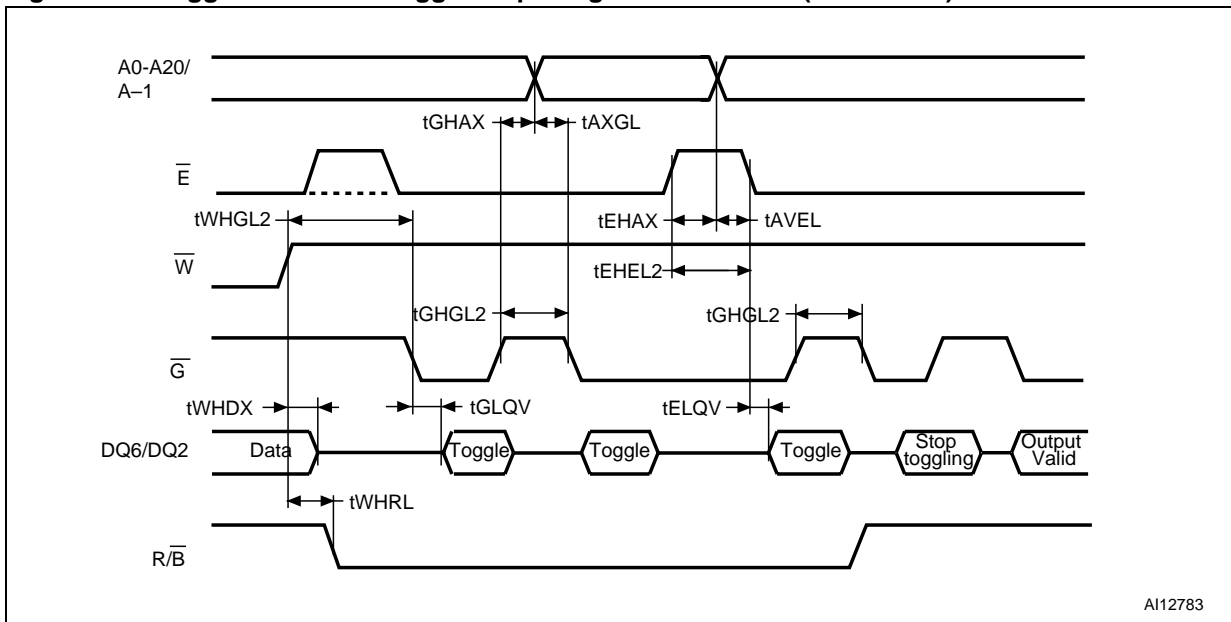 A0-A20/
A–1
tGHAX
tAXGL
E
tWHGL2
tEHAX
tAVEL
W
tEHEL2
tGHGL2
tGHGL2
G
tWHDX
tGLQV
tELQV
DQ6/DQ2
Data
Toggle
Toggle
Toggle
Stop
toggling
Output
Valid
tWHRL
R/B
AI12783